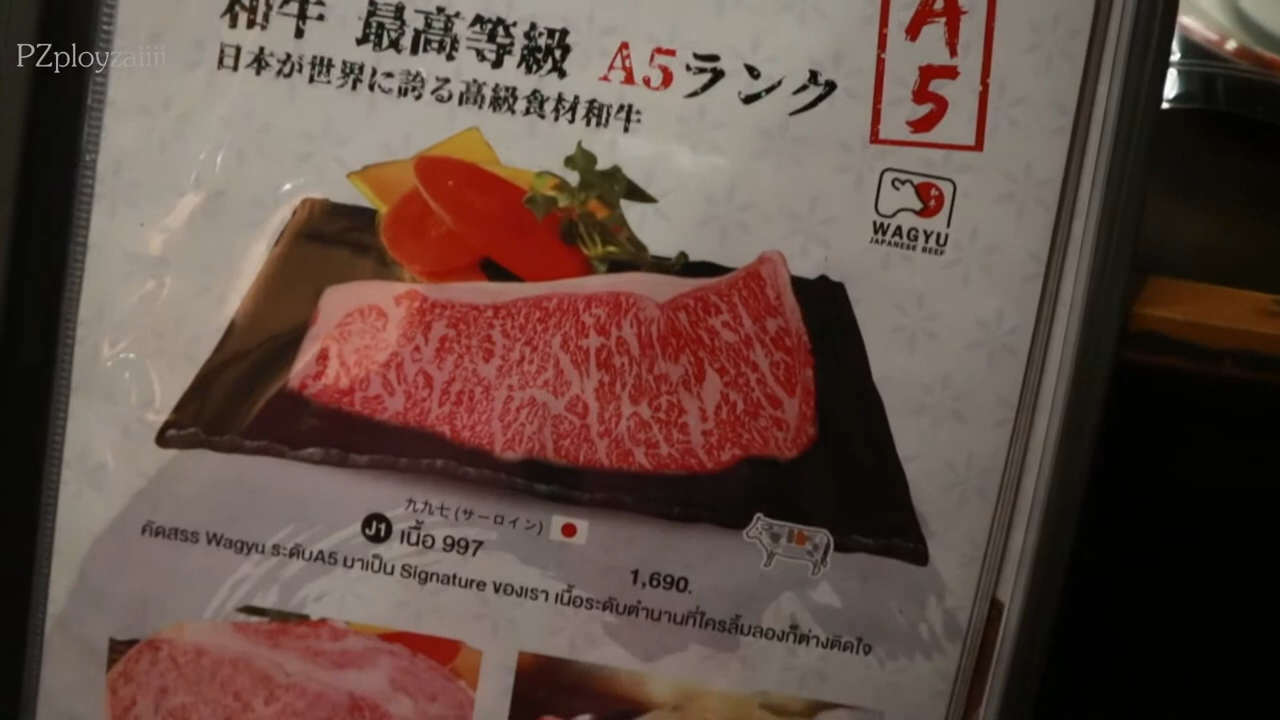 PZployzaiiii
和牛 最高等級 A5ランク
日本が世界に誇る高級食材和牛
A
5
WAGYU
JAPANESE BEEF
九九七 (サーロイン)
J1 เนื้อ 997
1,690.
คัดสรร Wagyu ระดับA5 มาเป็น Signature ของเรา เนื้อระดับตำนานที่ใครลิ้มลองก็ต่างติดใจ